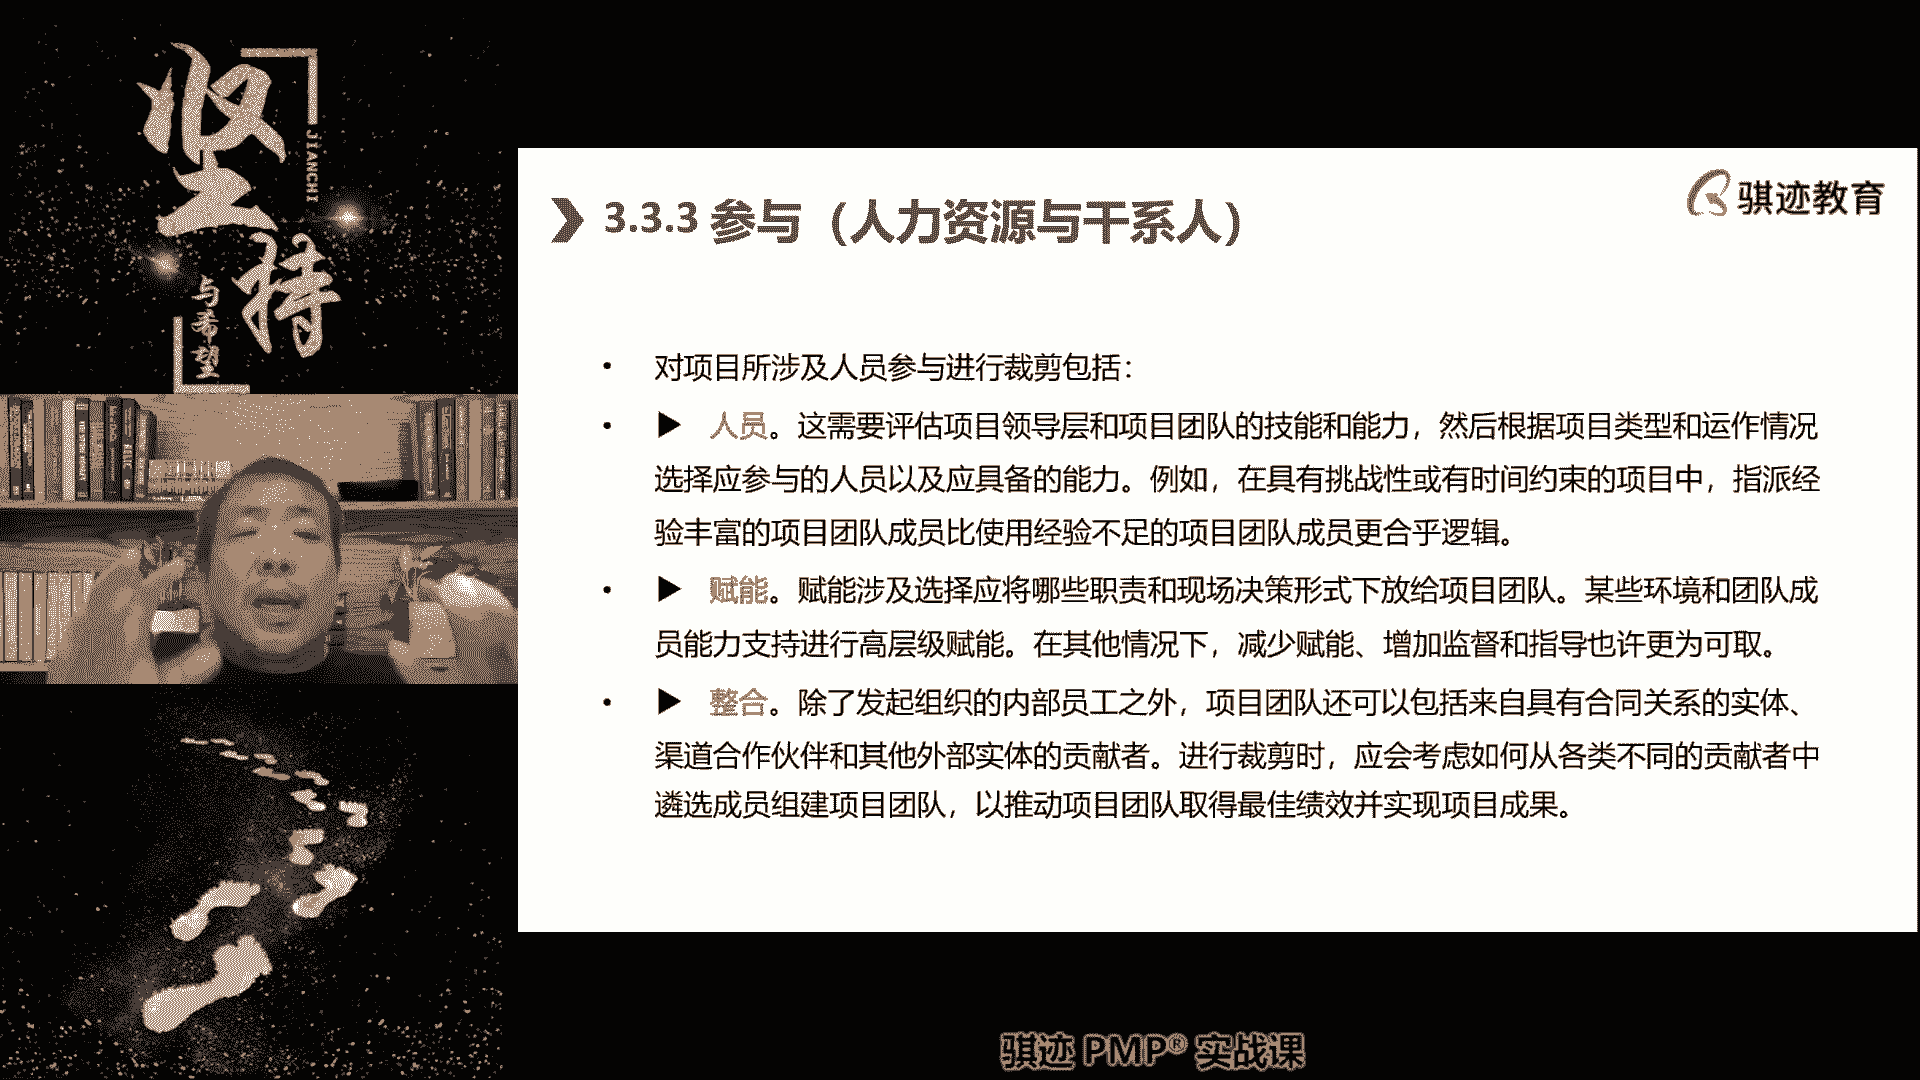 坚持
JIANCHI
与希望
骐迹教育
3.3.3 参与（人力资源与干系人）
• 对项目所涉及人员参与进行裁剪包括：
• ▶ 人员。这需要评估项目领导层和项目团队的技能和能力，然后根据项目类型和运作情况
选择应参与的人员以及应具备的能力。例如，在具有挑战性或有时间约束的项目中，指派经
验丰富的项目团队成员比使用经验不足的项目团队成员更合乎逻辑。
• ▶ 赋能。赋能涉及选择应将哪些职责和现场决策形式下放给项目团队。某些环境和团队成
员能力支持进行高层级赋能。在其他情况下，减少赋能、增加监督和指导也许更为可取。
• ▶ 整合。除了发起组织的内部员工之外，项目团队还可以包括来自具有合同关系的实体、
渠道合作伙伴和其他外部实体的贡献者。进行裁剪时，应会考虑如何从各类不同的贡献者中
遴选成员组建项目团队，以推动项目团队取得最佳绩效并实现项目成果。
骐迹 PMP® 实战课